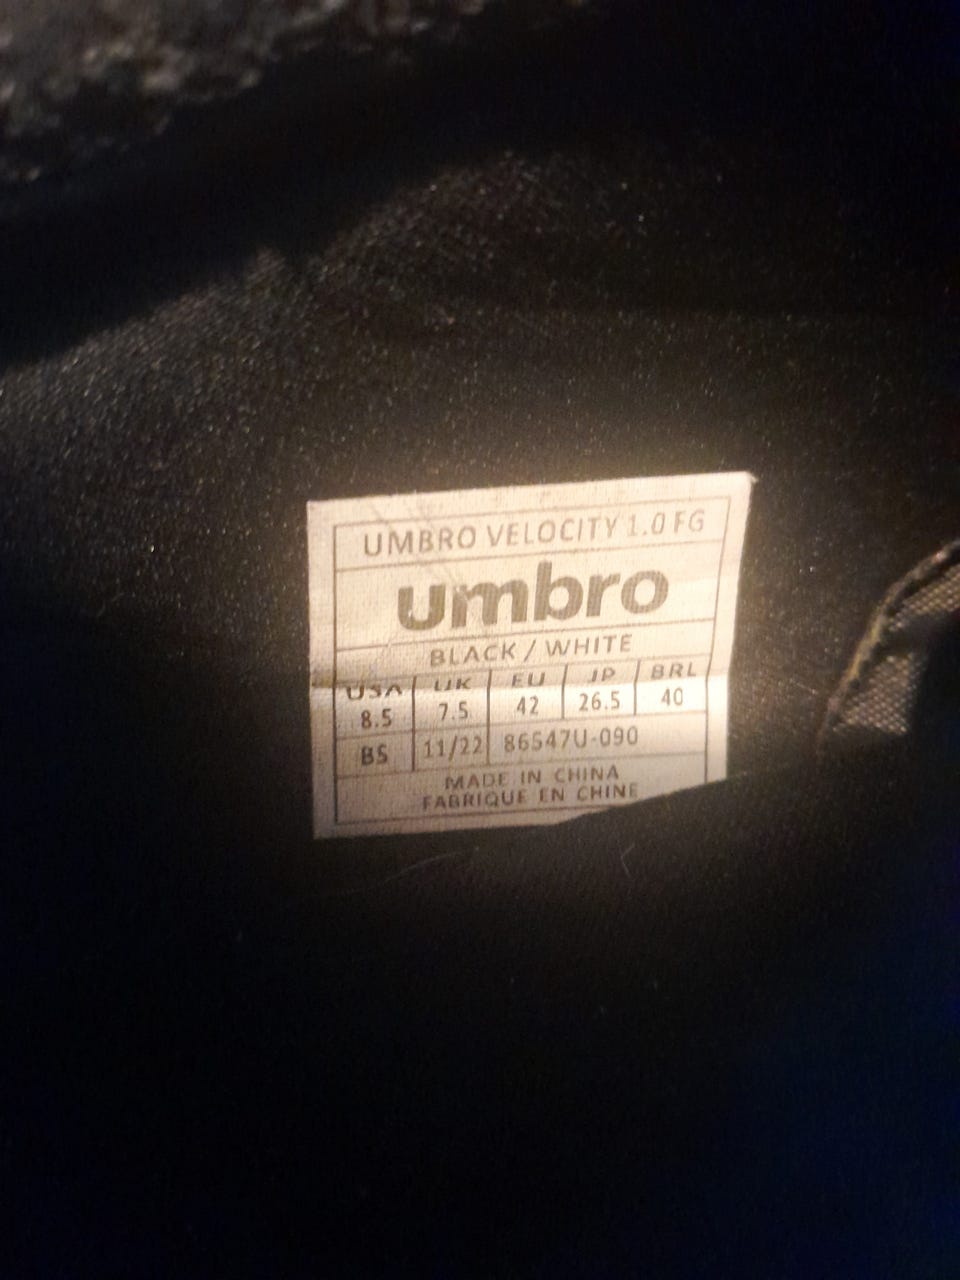 UMBRO VELOCITY 1.0 FG
umbro
BLACK / WHITE
USA UK EU JP BRL
8.5 7.5 42 26.5 40
BS 11/22 86547U-090
MADE IN CHINA
FABRIQUE EN CHINE